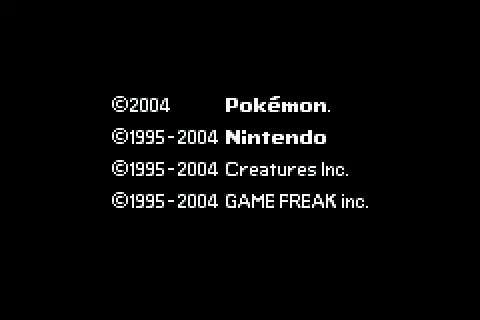 ©2004 Pokémon.
©1995-2004 Nintendo
©1995-2004 Creatures Inc.
©1995-2004 GAME FREAK inc.